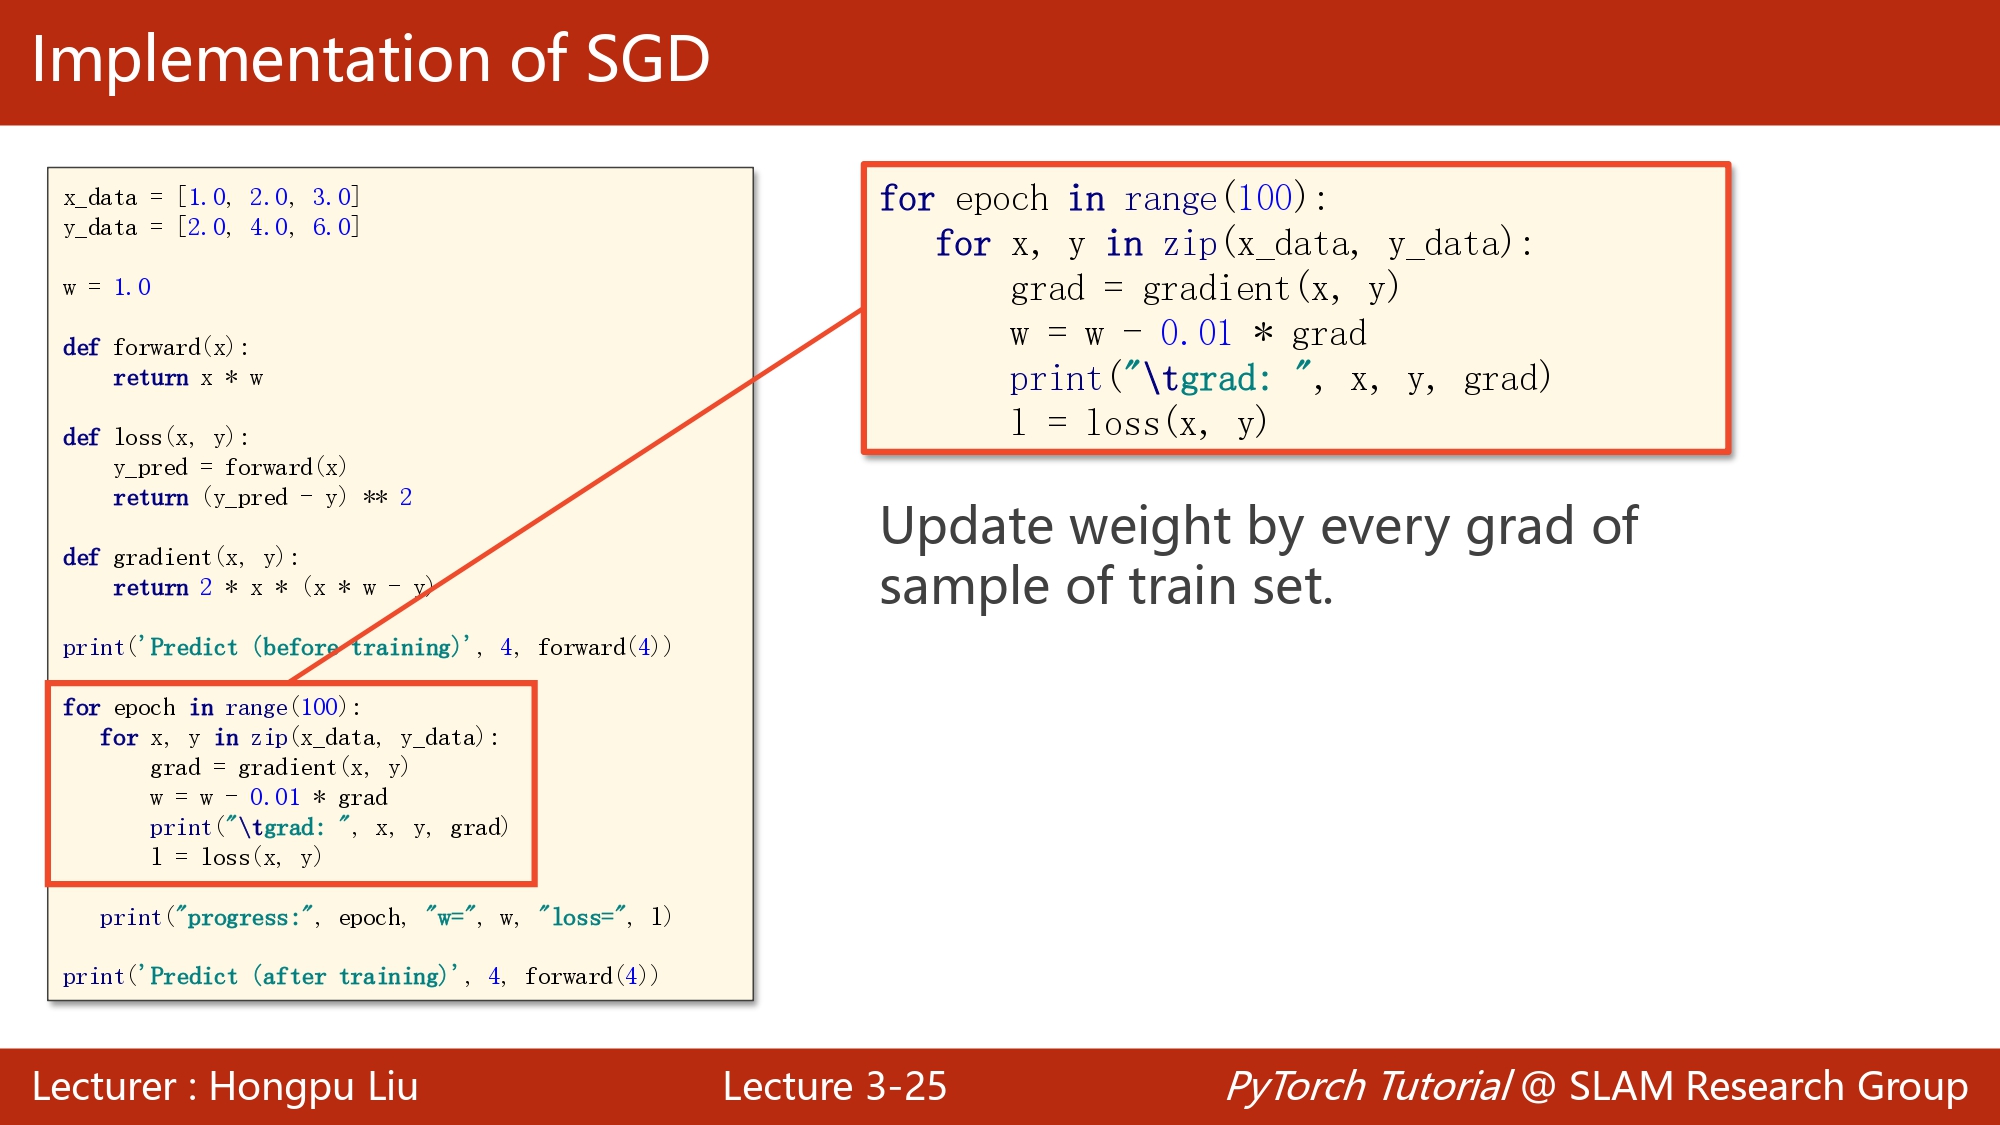 Implementation of SGD
x_data = [1.0, 2.0, 3.0]
y_data = [2.0, 4.0, 6.0]
w = 1.0
def forward(x):
    return x * w
def loss(x, y):
    y_pred = forward(x)
    return (y_pred - y) ** 2
def gradient(x, y):
    return 2 * x * (x * w - y)
print('Predict (before training)', 4, forward(4))
for epoch in range(100):
   for x, y in zip(x_data, y_data):
       grad = gradient(x, y)
       w = w - 0.01 * grad
       print("\tgrad: ", x, y, grad)
       l = loss(x, y)
   print("progress:", epoch, "w=", w, "loss=", l)
print('Predict (after training)', 4, forward(4))
for epoch in range(100):
   for x, y in zip(x_data, y_data):
       grad = gradient(x, y)
       w = w - 0.01 * grad
       print("\tgrad: ", x, y, grad)
       l = loss(x, y)
Update weight by every grad of
sample of train set.
Lecturer : Hongpu Liu
Lecture 3-25
PyTorch Tutorial @ SLAM Research Group